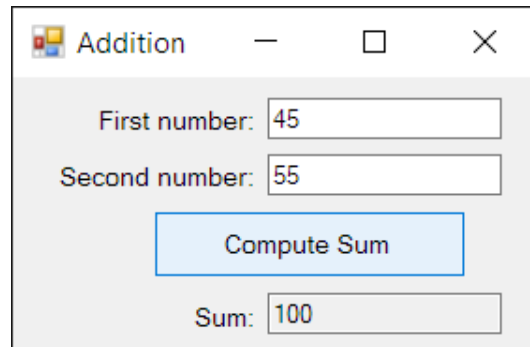 Addition
First number: 45
Second number: 55
Compute Sum
Sum: 100